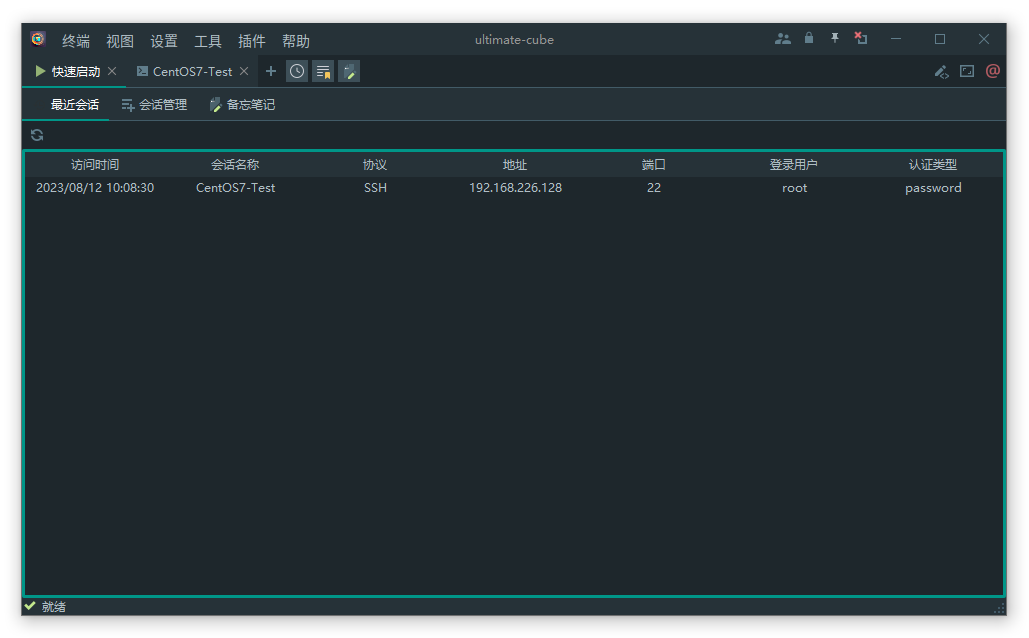 终端 视图 设置 工具 插件 帮助 ultimate-cube
快速启动 CentOS7-Test
最近会话 会话管理 备忘笔记
访问时间 会话名称 协议 地址 端口 登录用户 认证类型
2023/08/12 10:08:30 CentOS7-Test SSH 192.168.226.128 22 root password
就绪